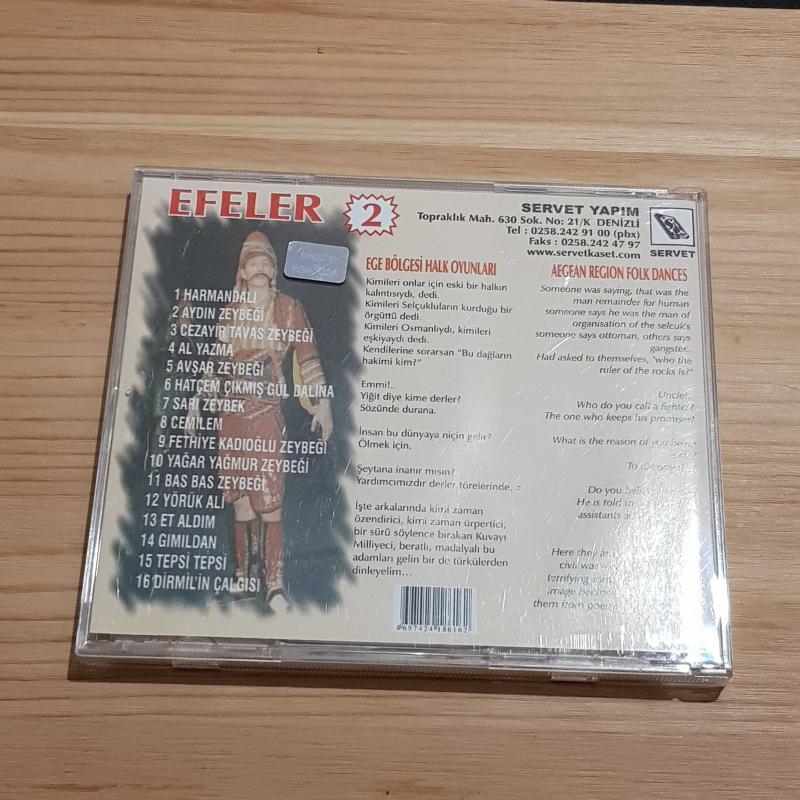 EFELER
2
SERVET YAPIM
Topraklık Mah. 630 Sok. No: 21/K DENİZLİ
Tel : 0258.242 91 00 (pbx)
Faks : 0258.242 47 97
www.servetkaset.com
SERVET
1 HARMANDALI
2 AYDIN ZEYBEĞİ
3 CEZAYİR TAVAS ZEYBEĞİ
4 AL YAZMA
5 AVŞAR ZEYBEĞİ
6 HATÇEM ÇIKMIŞ GÜL DALINA
7 SARI ZEYBEK
8 CEMİLEM
9 FETHİYE KADIOĞLU ZEYBEĞİ
10 YAĞAR YAĞMUR ZEYBEĞİ
11 BAS BAS ZEYBEĞİ
12 YÖRÜK ALİ
13 ET ALDIM
14 GIMILDAN
15 TEPSİ TEPSİ
16 DİRMİL'İN ÇALGISI
EGE BÖLGESİ HALK OYUNLARI
Kimileri onlar için eski bir halkın
kalıntısıydı, dedi.
Kimileri Selçukluların kurduğu bir
örgüttü dedi.
Kimileri Osmanlıydı, kimileri
eşkiyaydı dedi.
Kendilerine sorarsan "Bu dağların
hakimi kim?"
Emmi!..
Yiğit diye kime derler?
Sözünde durana.
İnsan bu dünyaya niçin gelir?
Ölmek için.
Şeytana inanır mısın?
Yardımcımızdır derler törelerinde.
İşte arkalarında kimi zaman
özendirici, kimi zaman ürpertici,
bir sürü söylence bırakan Kuvayı
Milliyeci, beratlı, madalyalı bu
adamları gelin bir de türkülerden
dinleyelim...
AEGEAN REGION FOLK DANCES
Someone was saying, that was the
man remainder for human
someone says he was the man of
organisation of the selcuk's
someone says ottoman, others says
gangster..
Had asked to themselves, "who the
ruler of the rocks is?"
Uncle!..
Who do you call a fighter?
The one who keeps his promises!
What is the reason of you being
To
Do you
He is told
assistants
Here they
civil war
terrifying
image
them from
8697424186162